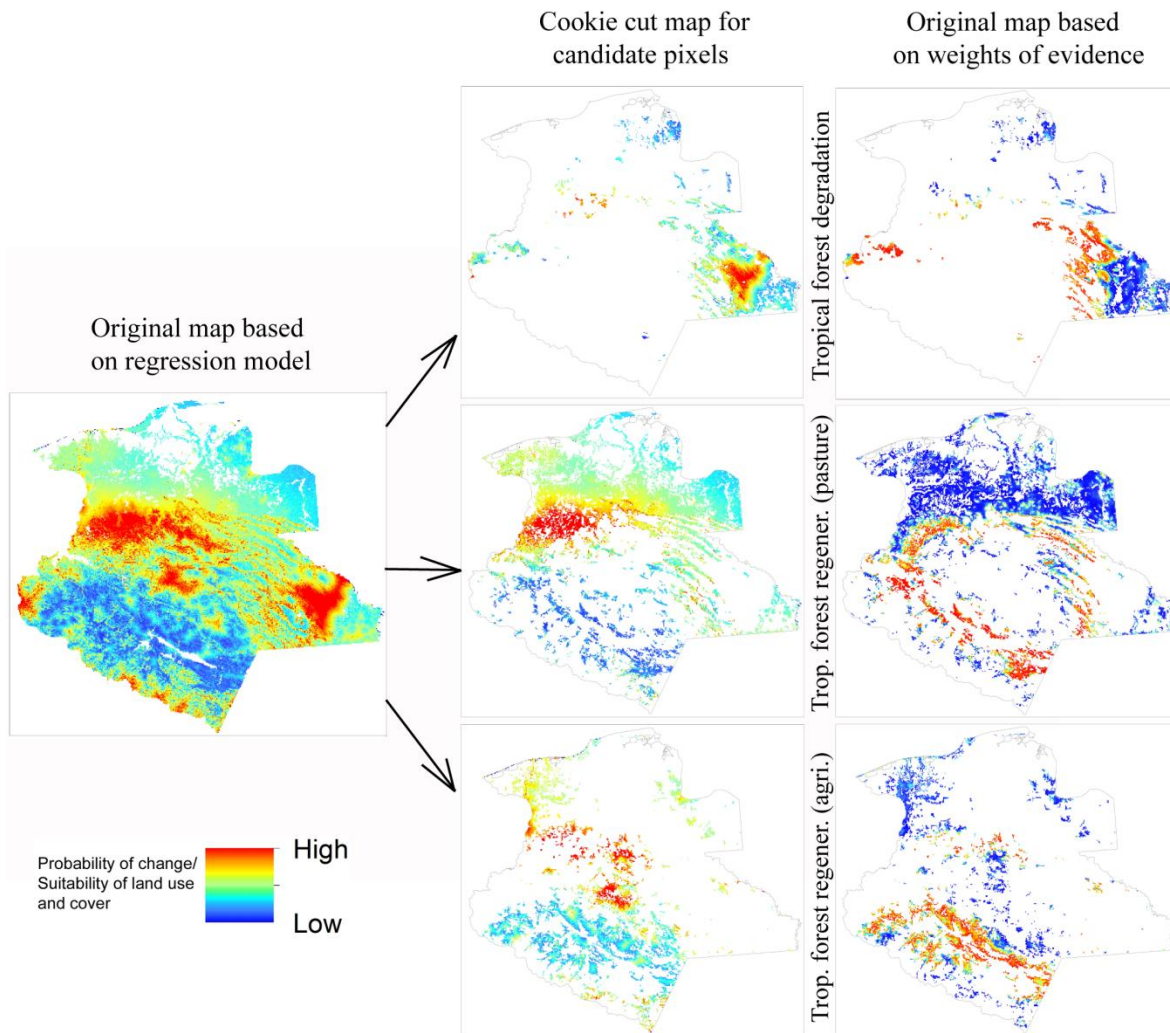 Cookie cut map for
candidate pixels
Original map based
on weights of evidence
Original map based
on regression model
Tropical forest degradation
Trop. forest regener. (pasture)
Trop. forest regener. (agri.)
Probability of change/
Suitability of land use
and cover
High
Low